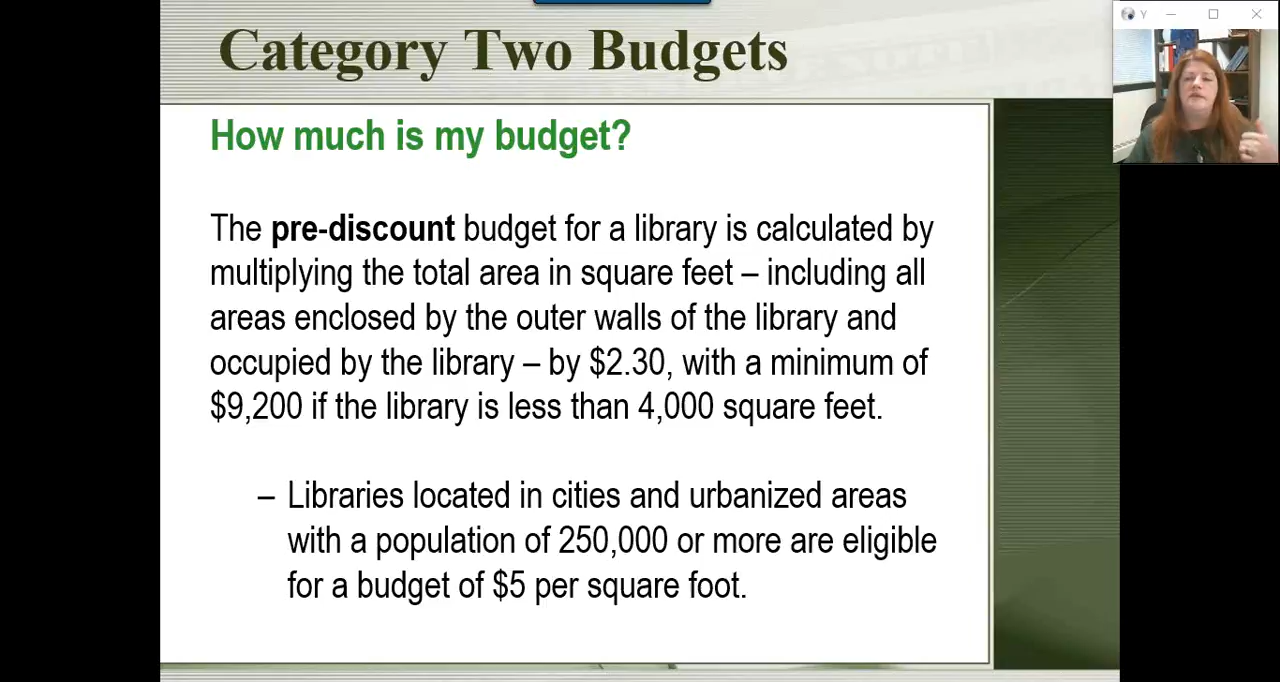 Category Two Budgets
Y
How much is my budget?
The pre-discount budget for a library is calculated by
multiplying the total area in square feet – including all
areas enclosed by the outer walls of the library and
occupied by the library – by $2.30, with a minimum of
$9,200 if the library is less than 4,000 square feet.
– Libraries located in cities and urbanized areas
with a population of 250,000 or more are eligible
for a budget of $5 per square foot.